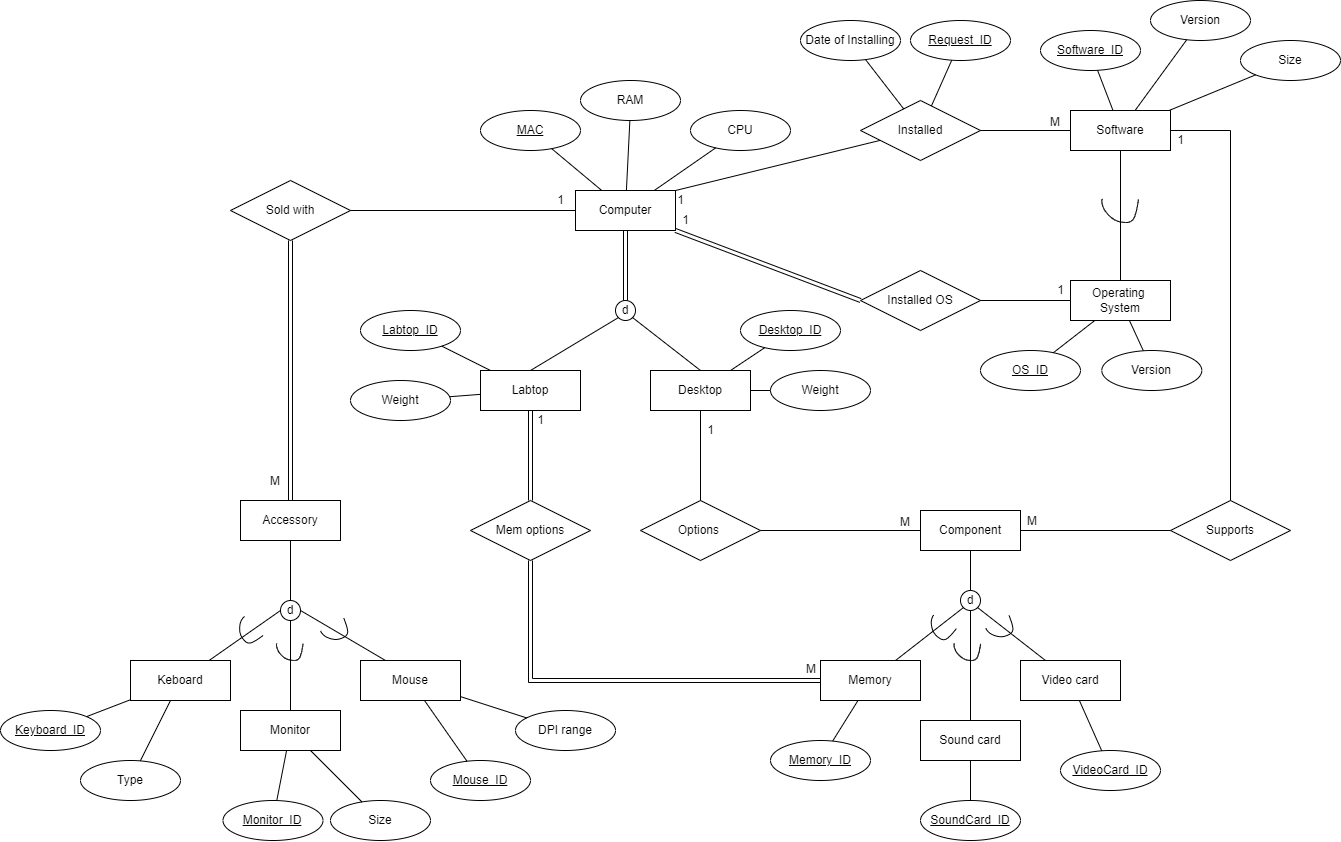 Version
Date of Installing
Request_ID
Software_ID
Size
RAM
MAC
CPU
Installed
M
Software
1
Sold with
1
Computer
1
1
Installed OS
1
Operating
System
d
Labtop_ID
Desktop_ID
OS_ID
Version
Weight
Labtop
Desktop
Weight
1
1
M
Accessory
Mem options
Options
M
Component
M
Supports
d
d
Keboard
Mouse
M
Memory
Video card
Keyboard_ID
Monitor
DPI range
Sound card
Type
Mouse_ID
Memory_ID
VideoCard_ID
Monitor_ID
Size
SoundCard_ID